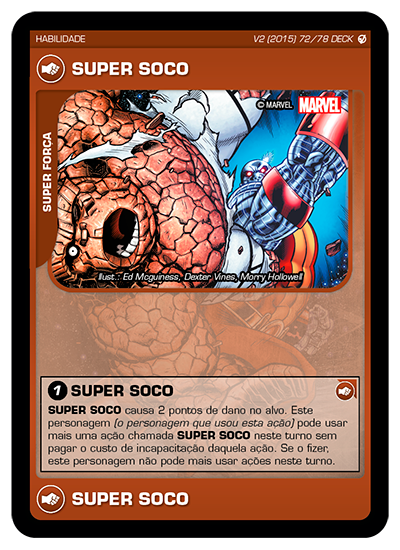 HABILIDADE
V2 (2015) 72/78 DECK
SUPER SOCO
SUPER FORÇA
© MARVEL MARVEL
Ilust.: Ed Mcguiness, Dexter Vines, Morry Hollowell
1 SUPER SOCO
SUPER SOCO causa 2 pontos de dano no alvo. Este
personagem (o personagem que usou esta ação) pode usar
mais uma ação chamada SUPER SOCO neste turno sem
pagar o custo de incapacitação daquela ação. Se o fizer,
este personagem não pode mais usar ações neste turno.
SUPER SOCO